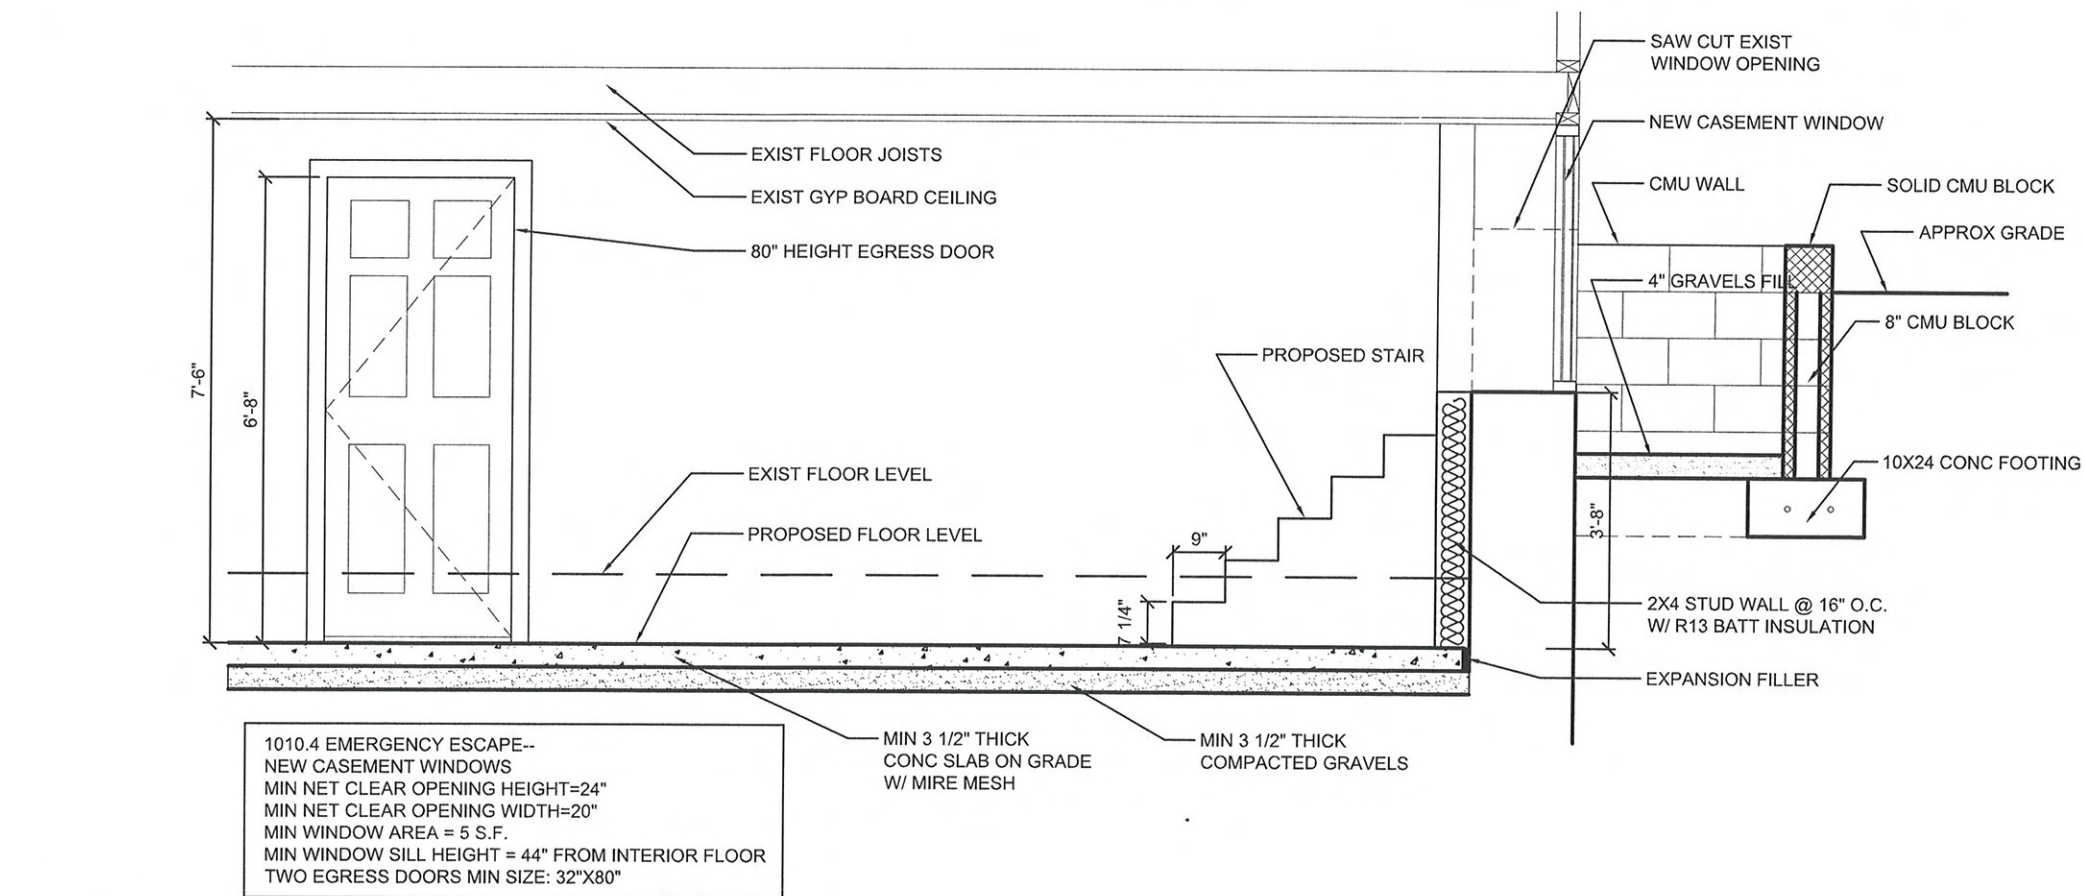 SAW CUT EXIST
WINDOW OPENING
NEW CASEMENT WINDOW
CMU WALL
SOLID CMU BLOCK
APPROX GRADE
4" GRAVELS FILL
8" CMU BLOCK
10X24 CONC FOOTING
EXIST FLOOR JOISTS
EXIST GYP BOARD CEILING
80" HEIGHT EGRESS DOOR
PROPOSED STAIR
7'-6"
6'-8"
EXIST FLOOR LEVEL
PROPOSED FLOOR LEVEL
9"
7 1/4"
3'-8"
2X4 STUD WALL @ 16" O.C.
W/ R13 BATT INSULATION
EXPANSION FILLER
MIN 3 1/2" THICK
CONC SLAB ON GRADE
W/ MIRE MESH
MIN 3 1/2" THICK
COMPACTED GRAVELS
1010.4 EMERGENCY ESCAPE--
NEW CASEMENT WINDOWS
MIN NET CLEAR OPENING HEIGHT=24"
MIN NET CLEAR OPENING WIDTH=20"
MIN WINDOW AREA = 5 S.F.
MIN WINDOW SILL HEIGHT = 44" FROM INTERIOR FLOOR
TWO EGRESS DOORS MIN SIZE: 32"X80"